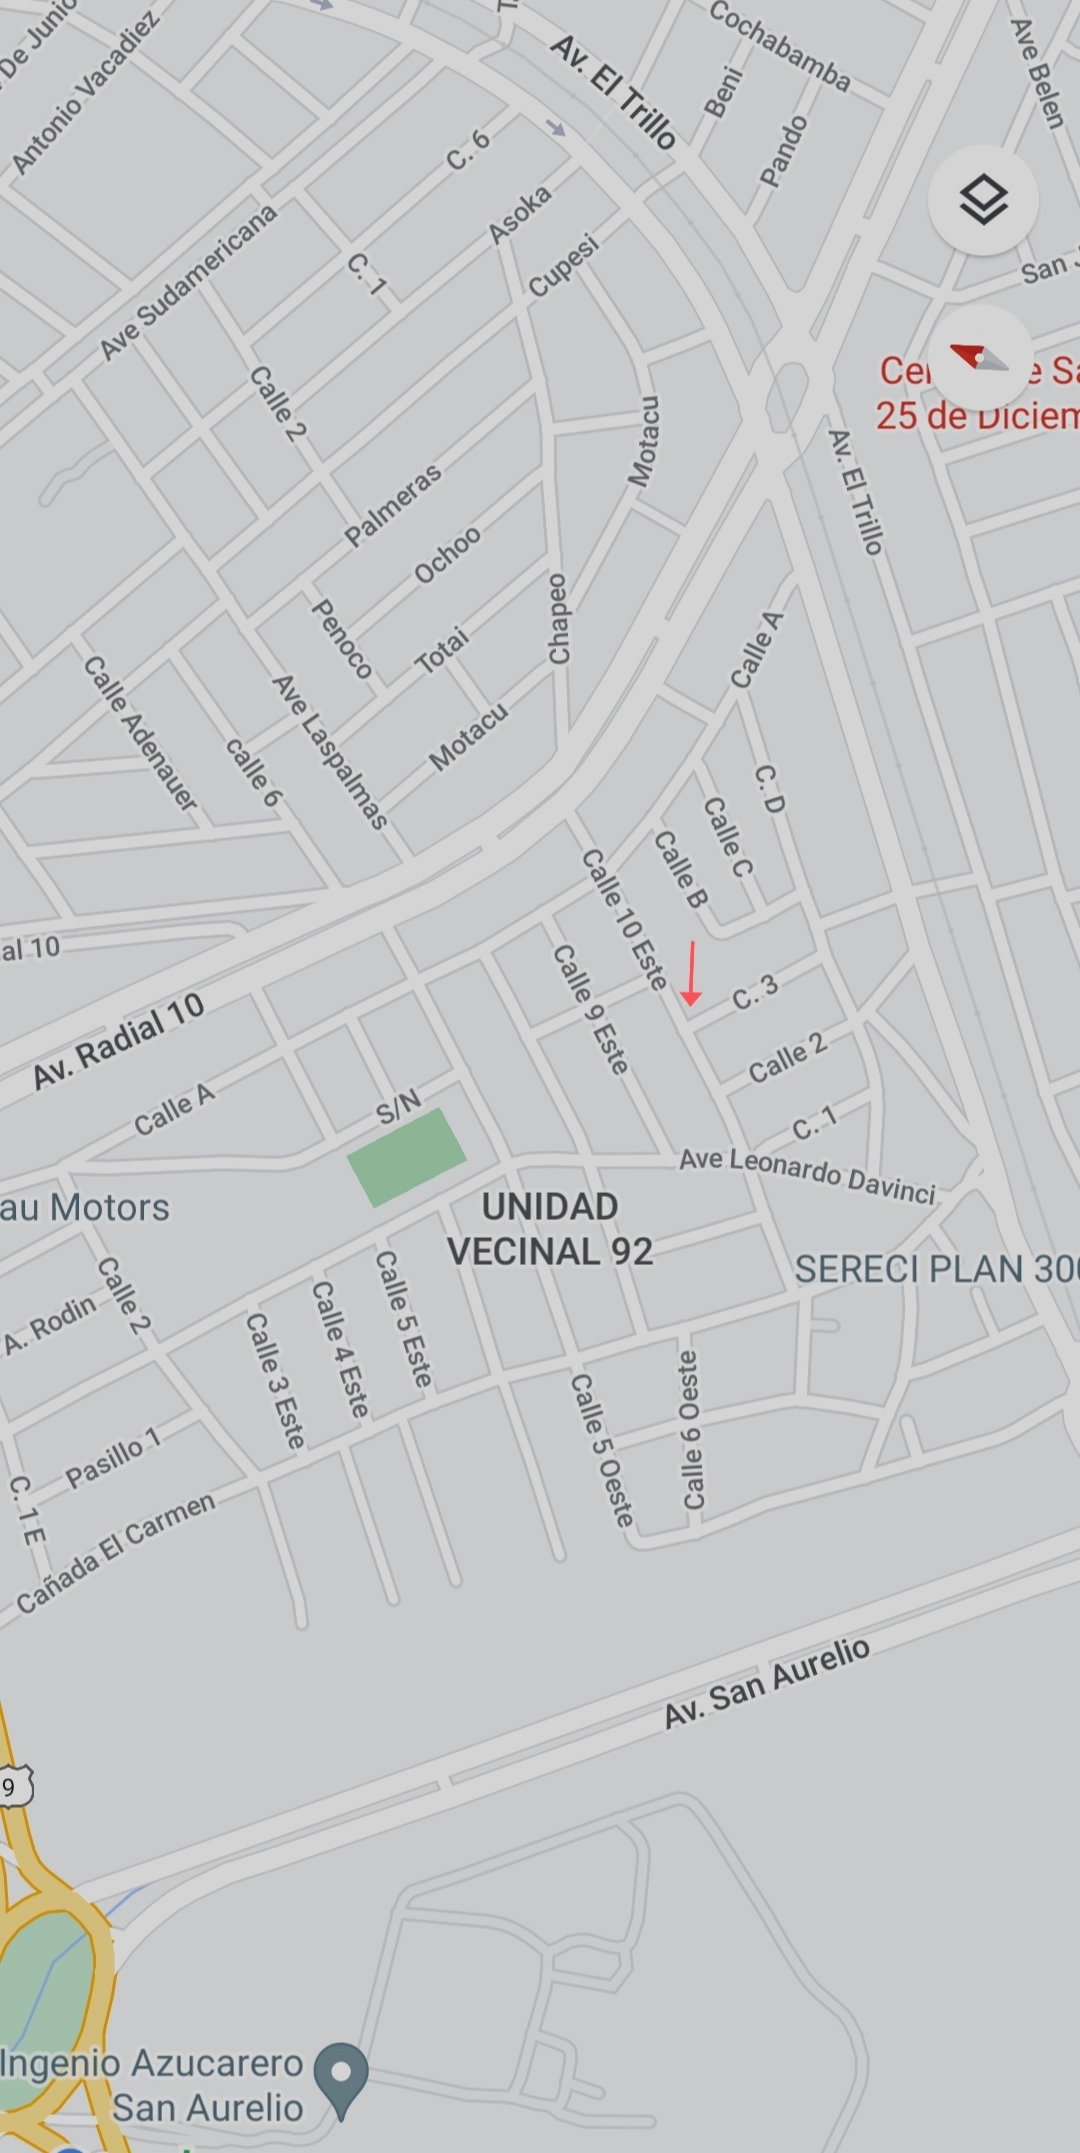 De Junio
Antonio Vacadiez
Cochabamba
Ave Belen
Av. El Trillo
Beni
Pando
C. 6
Asoka
Ave Sudamericana
C. 1
Cupesi
San J
Calle 2
Motacu
25 de Diciem
Av. El Trillo
Palmeras
Ochoo
Chapeo
Penoco
Totai
Calle A
Calle Adenauer
Ave Laspalmas
calle 6
Motacu
C. D
Calle C
Calle B
Calle 10 Este
al 10
Calle 9 Este
C. 3
Av. Radial 10
Calle 2
Calle A
S/N
C. 1
Ave Leonardo Davinci
au Motors
UNIDAD
VECINAL 92
SERECI PLAN 300
Calle 2
A. Rodin
Calle 5 Este
Calle 4 Este
Calle 3 Este
Calle 6 Oeste
Calle 5 Oeste
Pasillo 1
C. 1 E
Cañada El Carmen
Av. San Aurelio
9
Ingenio Azucarero
San Aurelio